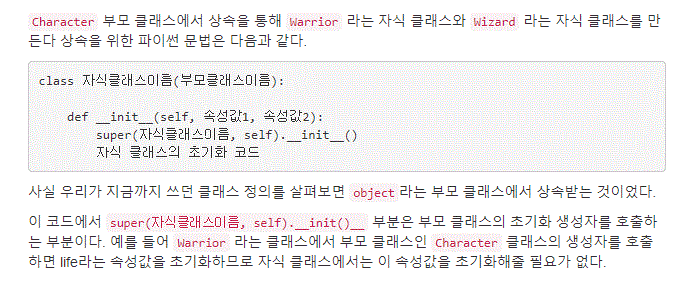 Character 부모 클래스에서 상속을 통해 Warrior 라는 자식 클래스와 Wizard 라는 자식 클래스를 만
든다 상속을 위한 파이썬 문법은 다음과 같다.
class 자식클래스이름(부모클래스이름):
def __init__(self, 속성값1, 속성값2):
super(자식클래스이름, self).__init__()
자식 클래스의 초기화 코드
사실 우리가 지금까지 쓰던 클래스 정의를 살펴보면 object라는 부모 클래스에서 상속받는 것이었다.
이 코드에서 super(자식클래스이름, self).__init()__ 부분은 부모 클래스의 초기화 생성자를 호출하
는 부분이다. 예를 들어 Warrior 라는 클래스에서 부모 클래스인 Character 클래스의 생성자를 호출
하면 life라는 속성값을 초기화하므로 자식 클래스에서는 이 속성값을 초기화해줄 필요가 없다.